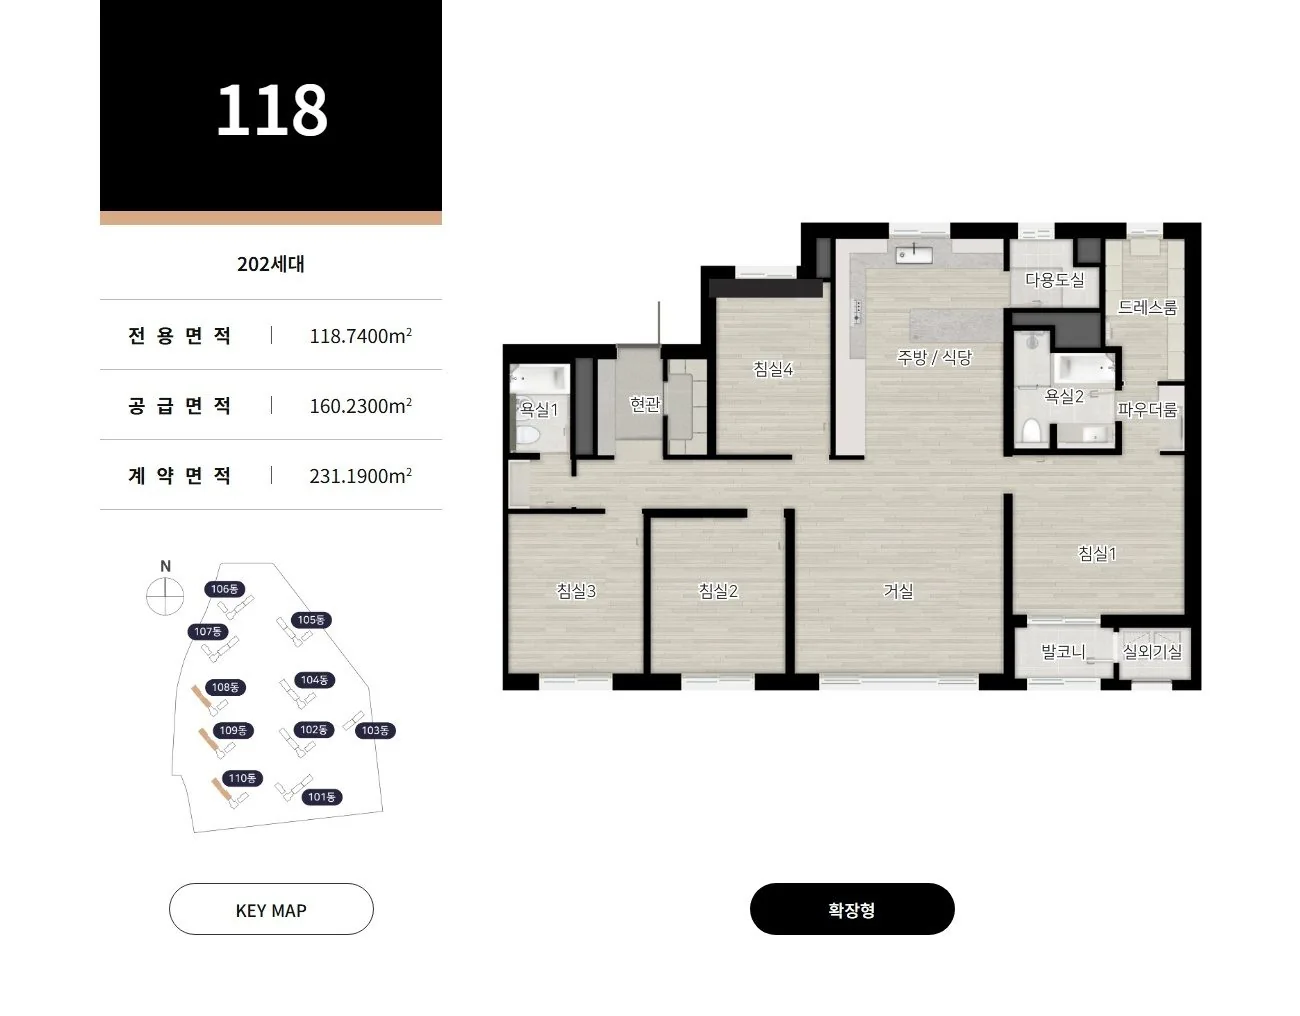 118
202세대
전용면적 | 118.7400m²
공급면적 | 160.2300m²
계약면적 | 231.1900m²
N
106동
105동
107동
108동
104동
109동
102동
103동
110동
101동
KEY MAP
다용도실
드레스룸
주방 / 식당
침실4
욕실2
현관
욕실1
파우더룸
침실1
침실3
침실2
거실
발코니
실외기실
확장형